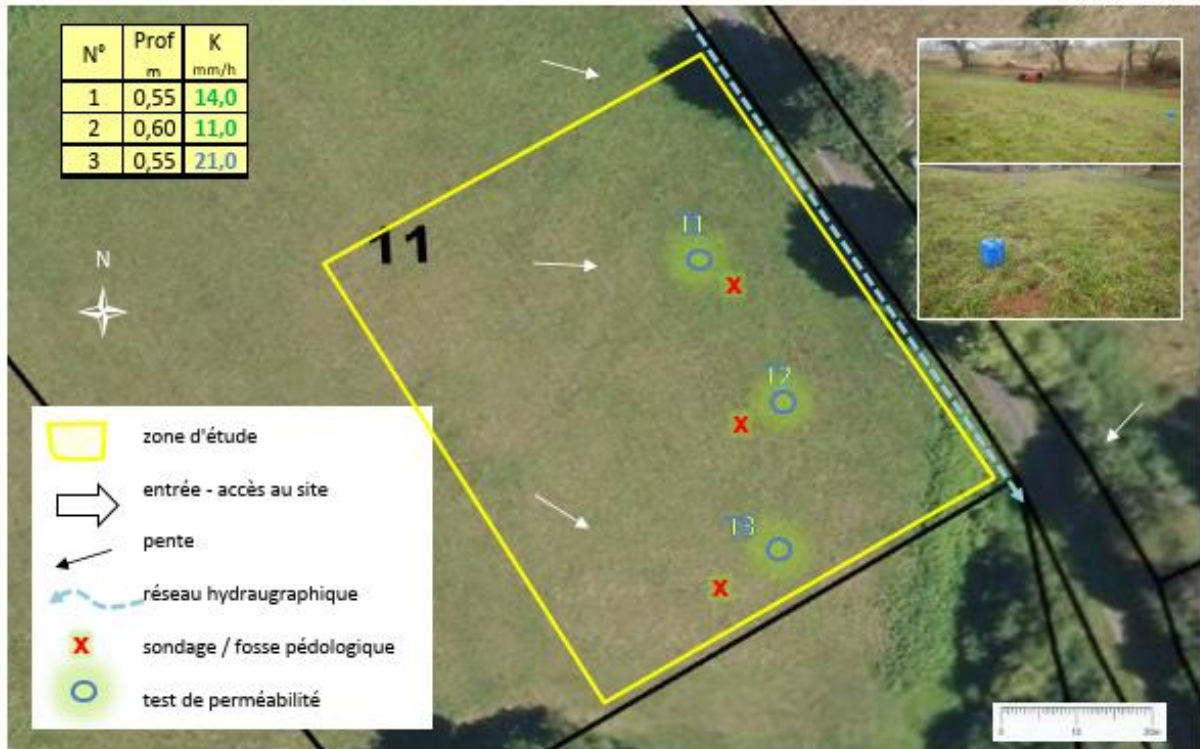 N° Prof K
m mm/h
1 0,55 14,0
2 0,60 11,0
3 0,55 21,0
11
T1
T2
T3
N
zone d'étude
entrée - accès au site
pente
réseau hydraugraphique
sondage / fosse pédologique
test de perméabilité
0 10 20m